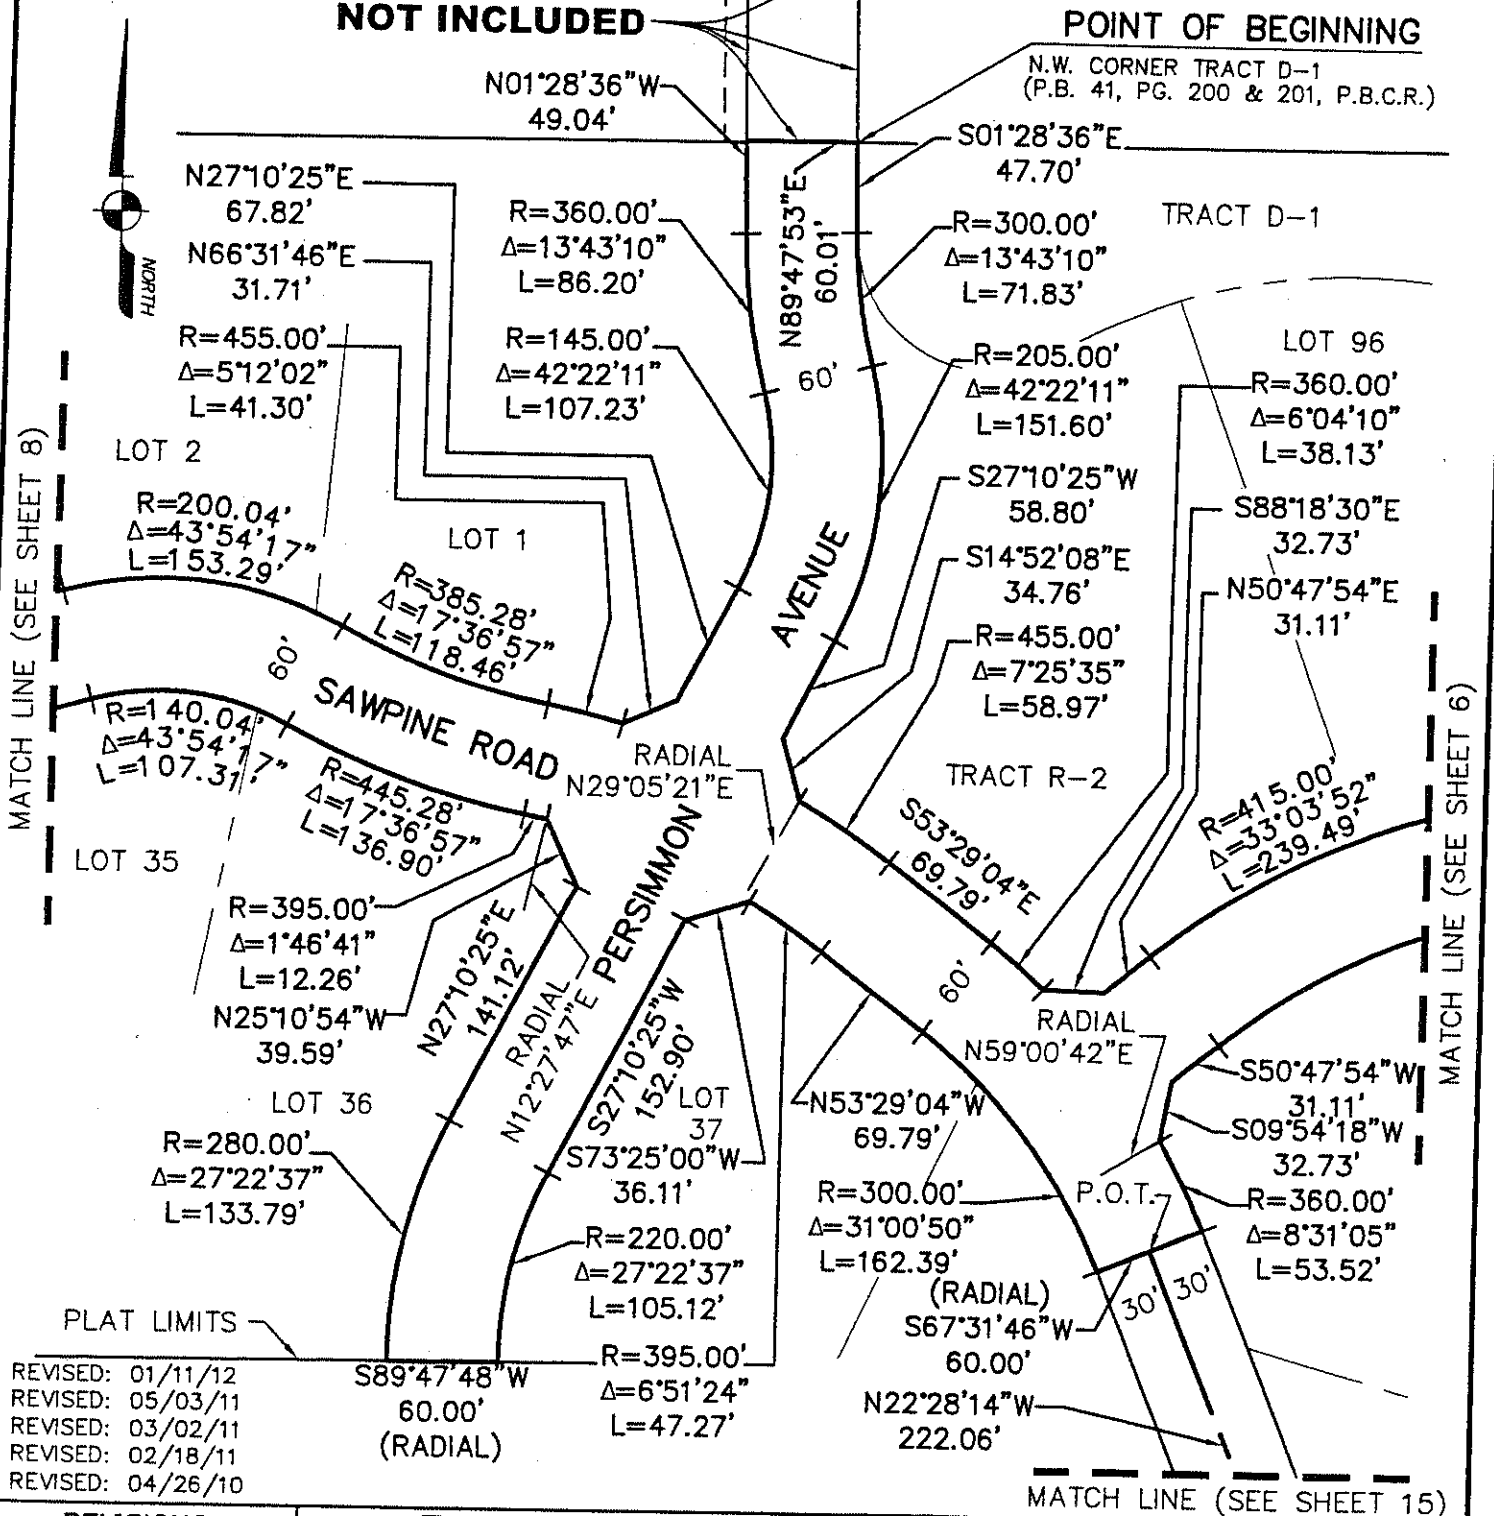 NOT INCLUDED
POINT OF BEGINNING
N.W. CORNER TRACT D-1
(P.B. 41, PG. 200 & 201, P.B.C.R.)
N01°28'36"W
49.04'
S01°28'36"E
47.70'
N27°10'25"E
67.82'
N66°31'46"E
31.71'
R=455.00'
Δ=5°12'02"
L=41.30'
NORTH
R=360.00'
Δ=13°43'10"
L=86.20'
R=145.00'
Δ=42°22'11"
L=107.23'
N89°47'53"E
60.01'
60'
R=300.00'
Δ=13°43'10"
L=71.83'
TRACT D-1
R=205.00'
Δ=42°22'11"
L=151.60'
LOT 96
R=360.00'
Δ=6°04'10"
L=38.13'
S27°10'25"W
58.80'
S88°18'30"E
32.73'
S14°52'08"E
34.76'
N50°47'54"E
31.11'
R=455.00'
Δ=7°25'35"
L=58.97'
MATCH LINE (SEE SHEET 8)
LOT 2
R=200.04'
Δ=43°54'17"
L=153.29'
LOT 1
R=385.28'
Δ=17°36'57"
L=118.46'
AVENUE
60'
SAWPINE ROAD
R=140.04'
Δ=43°54'17"
L=107.31'
R=445.28'
Δ=17°36'57"
L=136.90'
RADIAL
N29°05'21"E
TRACT R-2
MATCH LINE (SEE SHEET 6)
R=415.00'
Δ=33°03'52"
L=239.49'
S53°29'04"E
69.79'
LOT 35
R=395.00'
Δ=1°46'41"
L=12.26'
N25°10'54"W
39.59'
PERSIMMON
N27°10'25"E
141.12'
RADIAL
N12°27'47"E
S27°10'25"W
152.90'
60'
RADIAL
N59°00'42"E
LOT 36
LOT
37
N53°29'04"W
69.79'
S50°47'54"W
31.11'
S09°54'18"W
32.73'
R=280.00'
Δ=27°22'37"
L=133.79'
S73°25'00"W
36.11'
R=300.00'
Δ=31°00'50"
L=162.39'
P.O.T.
R=360.00'
Δ=8°31'05"
L=53.52'
R=220.00'
Δ=27°22'37"
L=105.12'
(RADIAL)
S67°31'46"W
60.00'
30'
30'
PLAT LIMITS
S89°47'48"W
60.00'
(RADIAL)
R=395.00'
Δ=6°51'24"
L=47.27'
N22°28'14"W
222.06'
REVISED: 01/11/12
REVISED: 05/03/11
REVISED: 03/02/11
REVISED: 02/18/11
REVISED: 04/26/10
MATCH LINE (SEE SHEET 15)